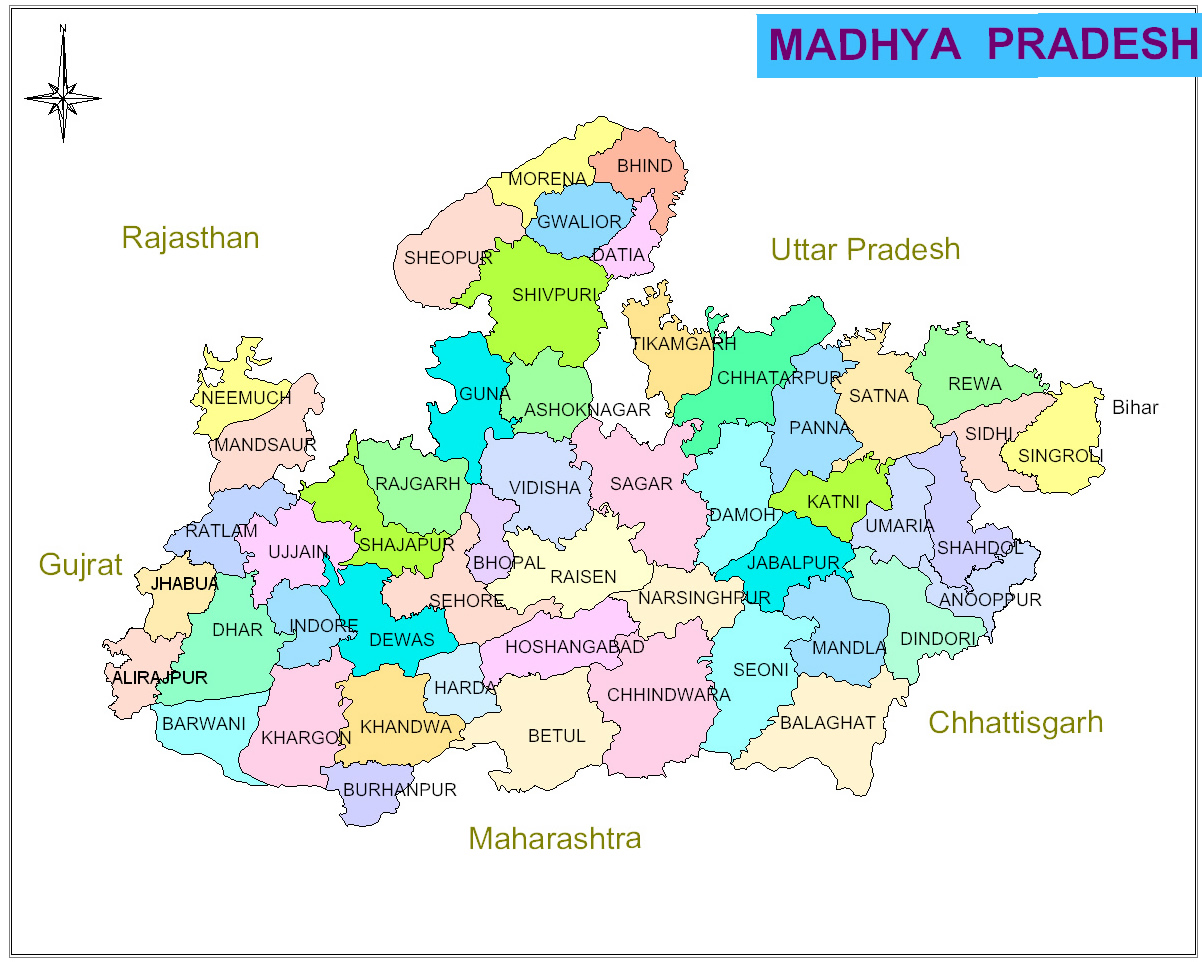 N
MADHYA PRADESH
BHIND
MORENA
GWALIOR
Rajasthan
Uttar Pradesh
SHEOPUR
DATIA
SHIVPURI
TIKAMGARH
CHHATARPUR
REWA
NEEMUCH
GUNA
SATNA
ASHOKNAGAR
Bihar
PANNA
SIDHI
MANDSAUR
SINGROLI
RAJGARH
VIDISHA
SAGAR
KATNI
DAMOH
UMARIA
RATLAM
SHAJAPUR
SHAHDOL
UJJAIN
BHOPAL
JABALPUR
Gujrat
RAISEN
JHABUA
SEHORE
NARSINGHPUR
ANOOPPUR
DHAR
INDORE
DEWAS
DINDORI
HOSHANGABAD
MANDLA
SEONI
ALIRAJPUR
HARDA
CHHINDWARA
BARWANI
BALAGHAT
Chhattisgarh
KHANDWA
KHARGON
BETUL
BURHANPUR
Maharashtra